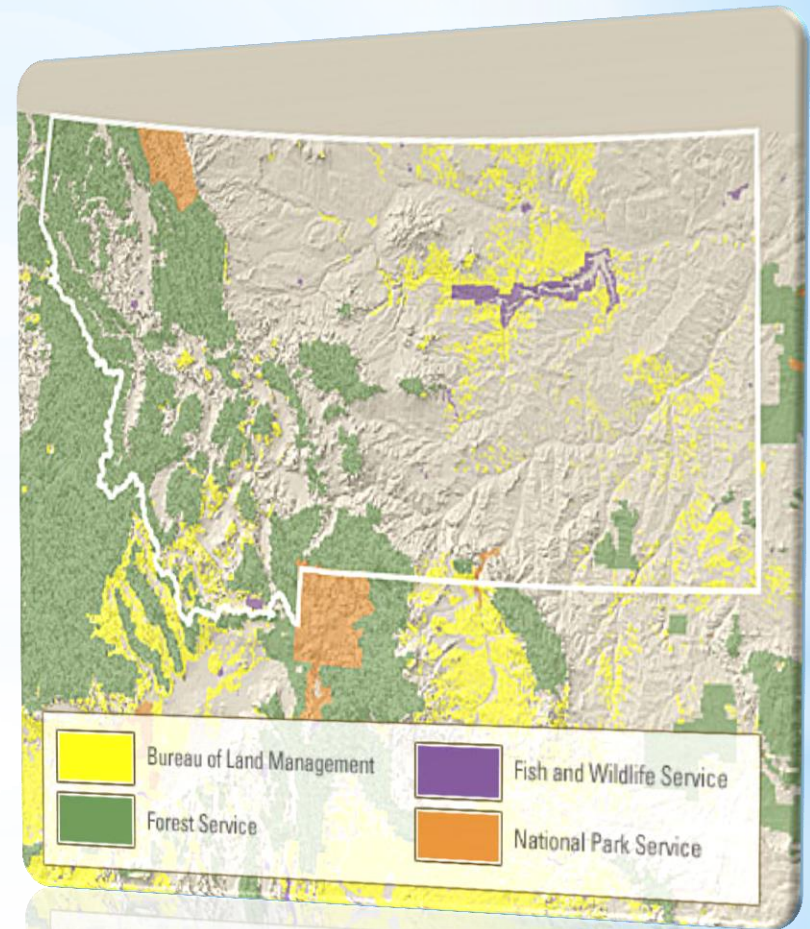 Bureau of Land Management
Forest Service
Fish and Wildlife Service
National Park Service